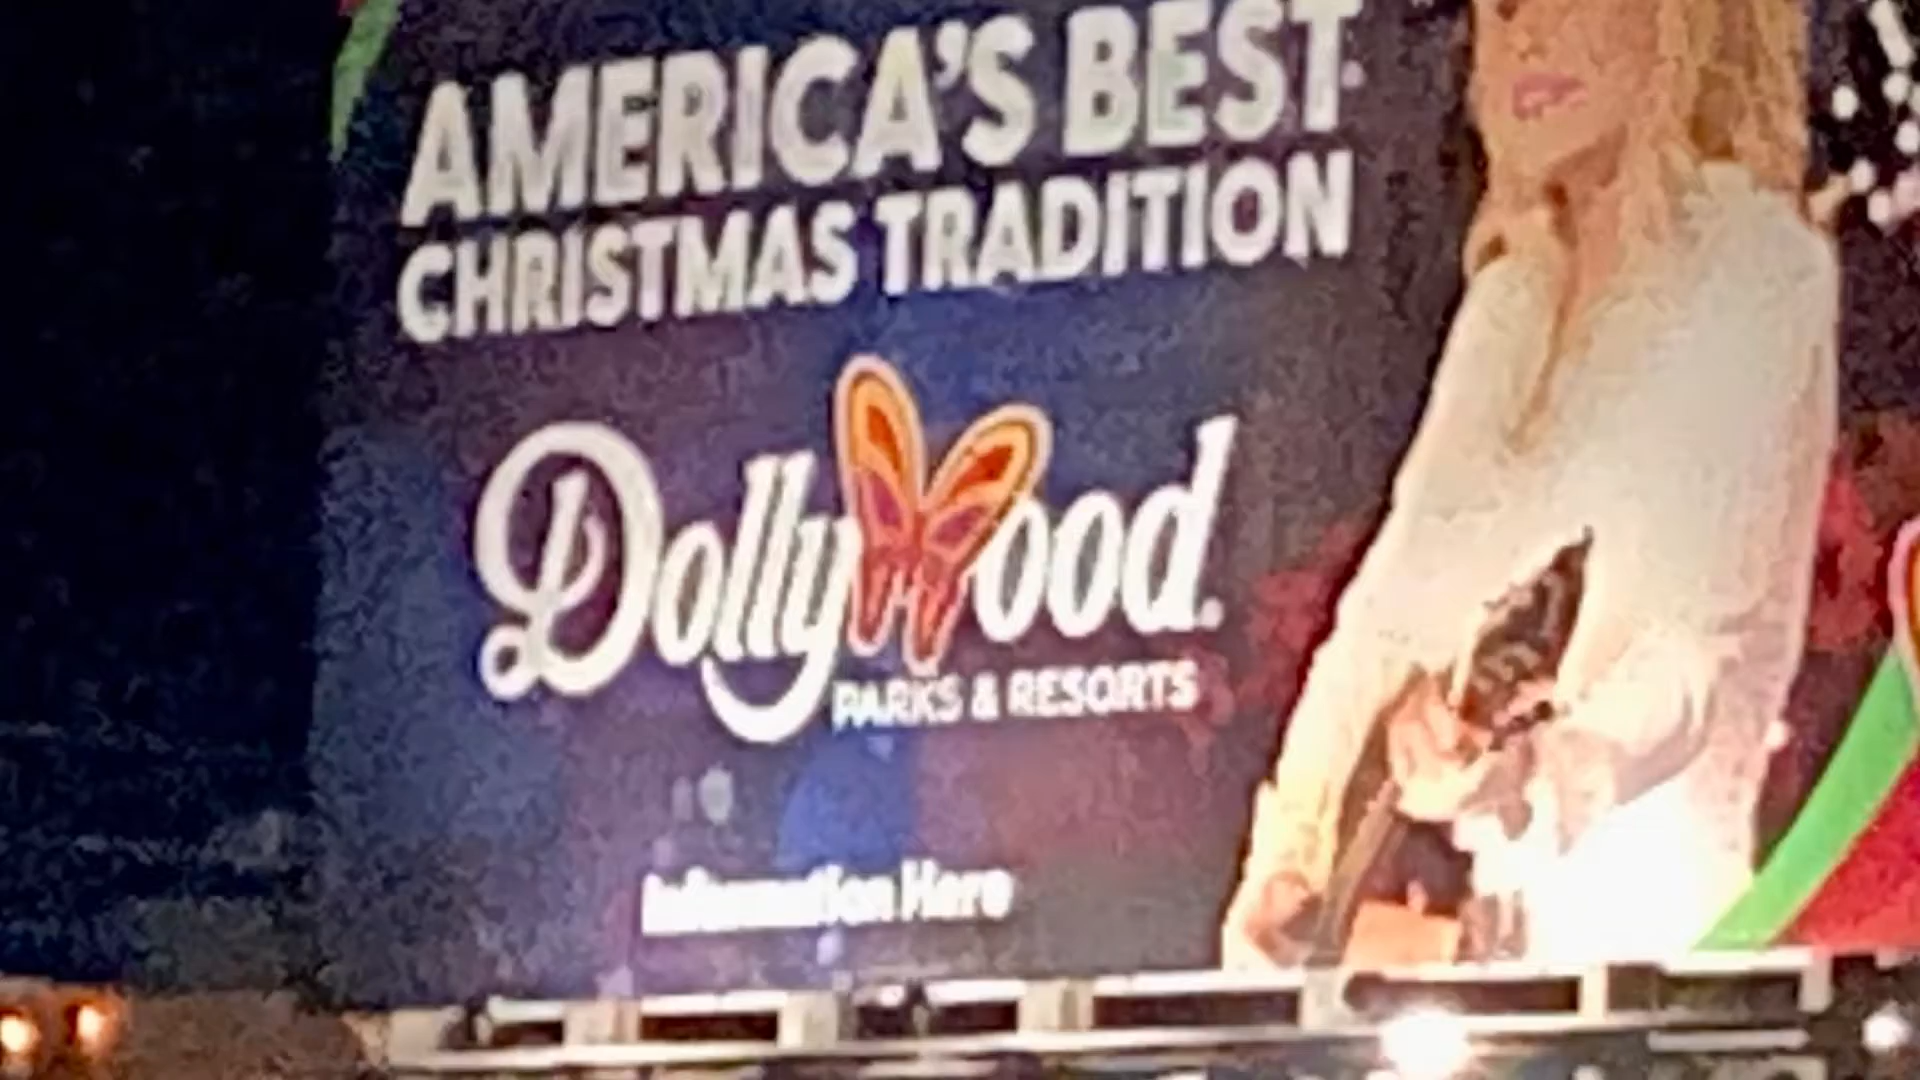 AMERICA'S BEST
CHRISTMAS TRADITION
DollyWood
PARKS & RESORTS
Information Here